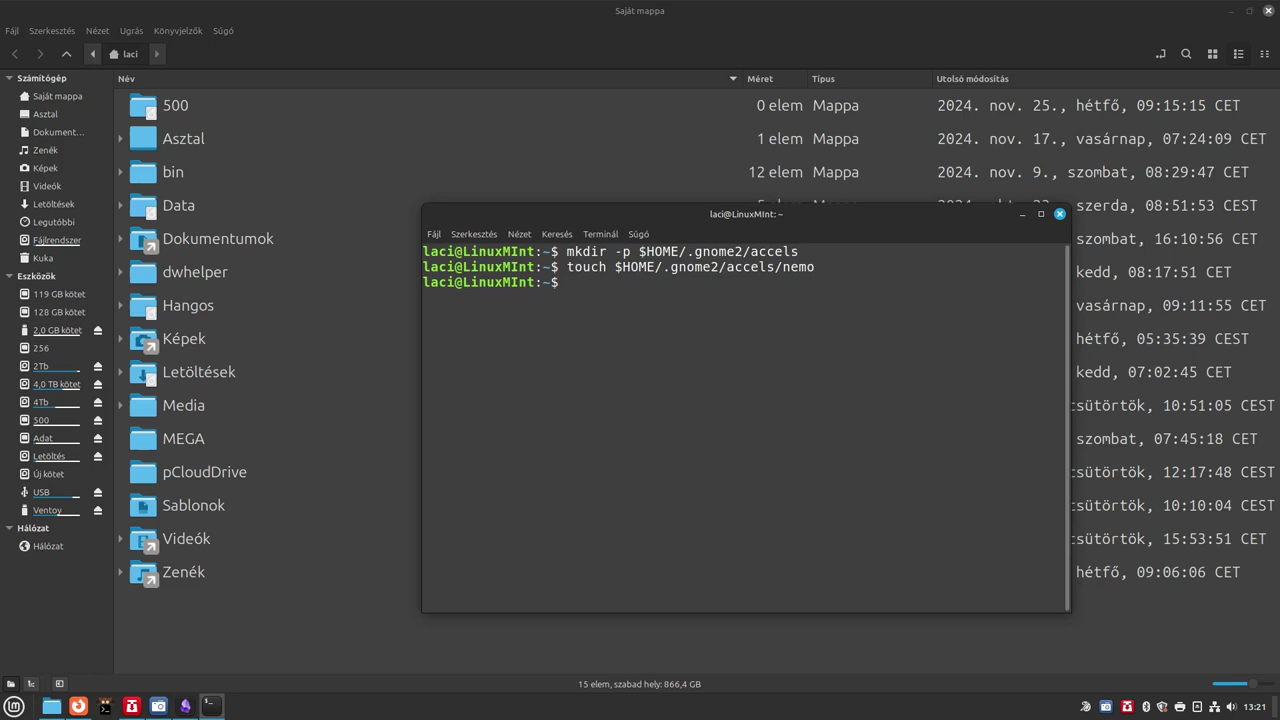 Saját mappa
Fájl Szerkesztés Nézet Ugrás Könyvjelzők Súgó
laci
Számítógép
Saját mappa
Asztal
Dokument...
Zenék
Képek
Videók
Letöltések
Legutóbbi
Fájlrendszer
Kuka
Eszközök
119 GB kötet
128 GB kötet
2,0 GB kötet
256
2Tb
4,0 TB kötet
4Tb
500
Adat
Letöltés
Új kötet
USB
Ventoy
Hálózat
Hálózat
Név Méret Típus Utolsó módosítás
500 0 elem Mappa 2024. nov. 25., hétfő, 09:15:15 CET
Asztal 1 elem Mappa 2024. nov. 17., vasárnap, 07:24:09 CET
bin 12 elem Mappa 2024. nov. 9., szombat, 08:29:47 CET
Data szerda, 8:53:51 CET
Dokumentumok 16:10:56 CET
dwhelper kedd, 08:17:51 CET
Hangos vasárnap, 09:11:55 CET
Képek hétfő, 05:35:39 CET
Letöltések kedd, 07:02:45 CET
Media csütörtök, 10:51:05 CEST
MEGA szombat, 07:45:18 CET
pCloudDrive csütörtök, 12:17:48 CEST
Sablonok csütörtök, 10:10:04 CEST
Videók csütörtök, 15:53:51 CET
Zenék hétfő, 09:06:06 CET
laci@LinuxMInt: ~
Fájl Szerkesztés Nézet Keresés Terminál Súgó
laci@LinuxMInt:~$ mkdir -p $HOME/.gnome2/accels
laci@LinuxMInt:~$ touch $HOME/.gnome2/accels/nemo
laci@LinuxMInt:~$
15 elem, szabad hely: 866,4 GB
13:21